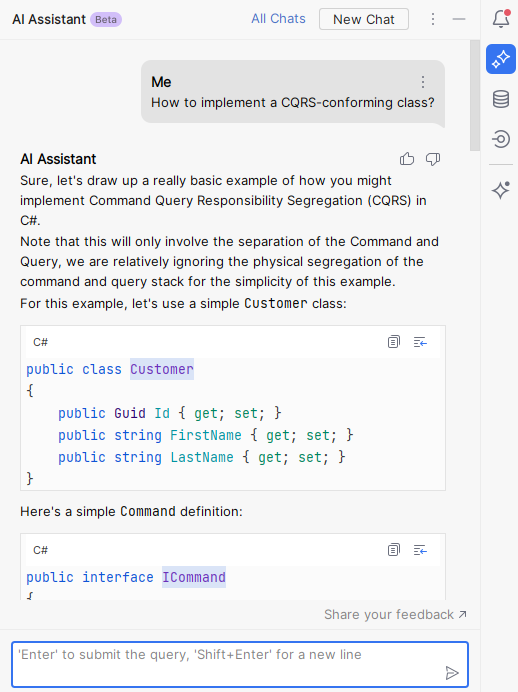 AI Assistant Beta All Chats New Chat
Me
How to implement a CQRS-conforming class?
AI Assistant
Sure, let's draw up a really basic example of how you might
implement Command Query Responsibility Segregation (CQRS) in
C#.
Note that this will only involve the separation of the Command and
Query, we are relatively ignoring the physical segregation of the
command and query stack for the simplicity of this example.
For this example, let's use a simple Customer class:
C#
public class Customer
{
    public Guid Id { get; set; }
    public string FirstName { get; set; }
    public string LastName { get; set; }
}
Here's a simple Command definition:
C#
public interface ICommand
{
Share your feedback ↗
'Enter' to submit the query, 'Shift+Enter' for a new line